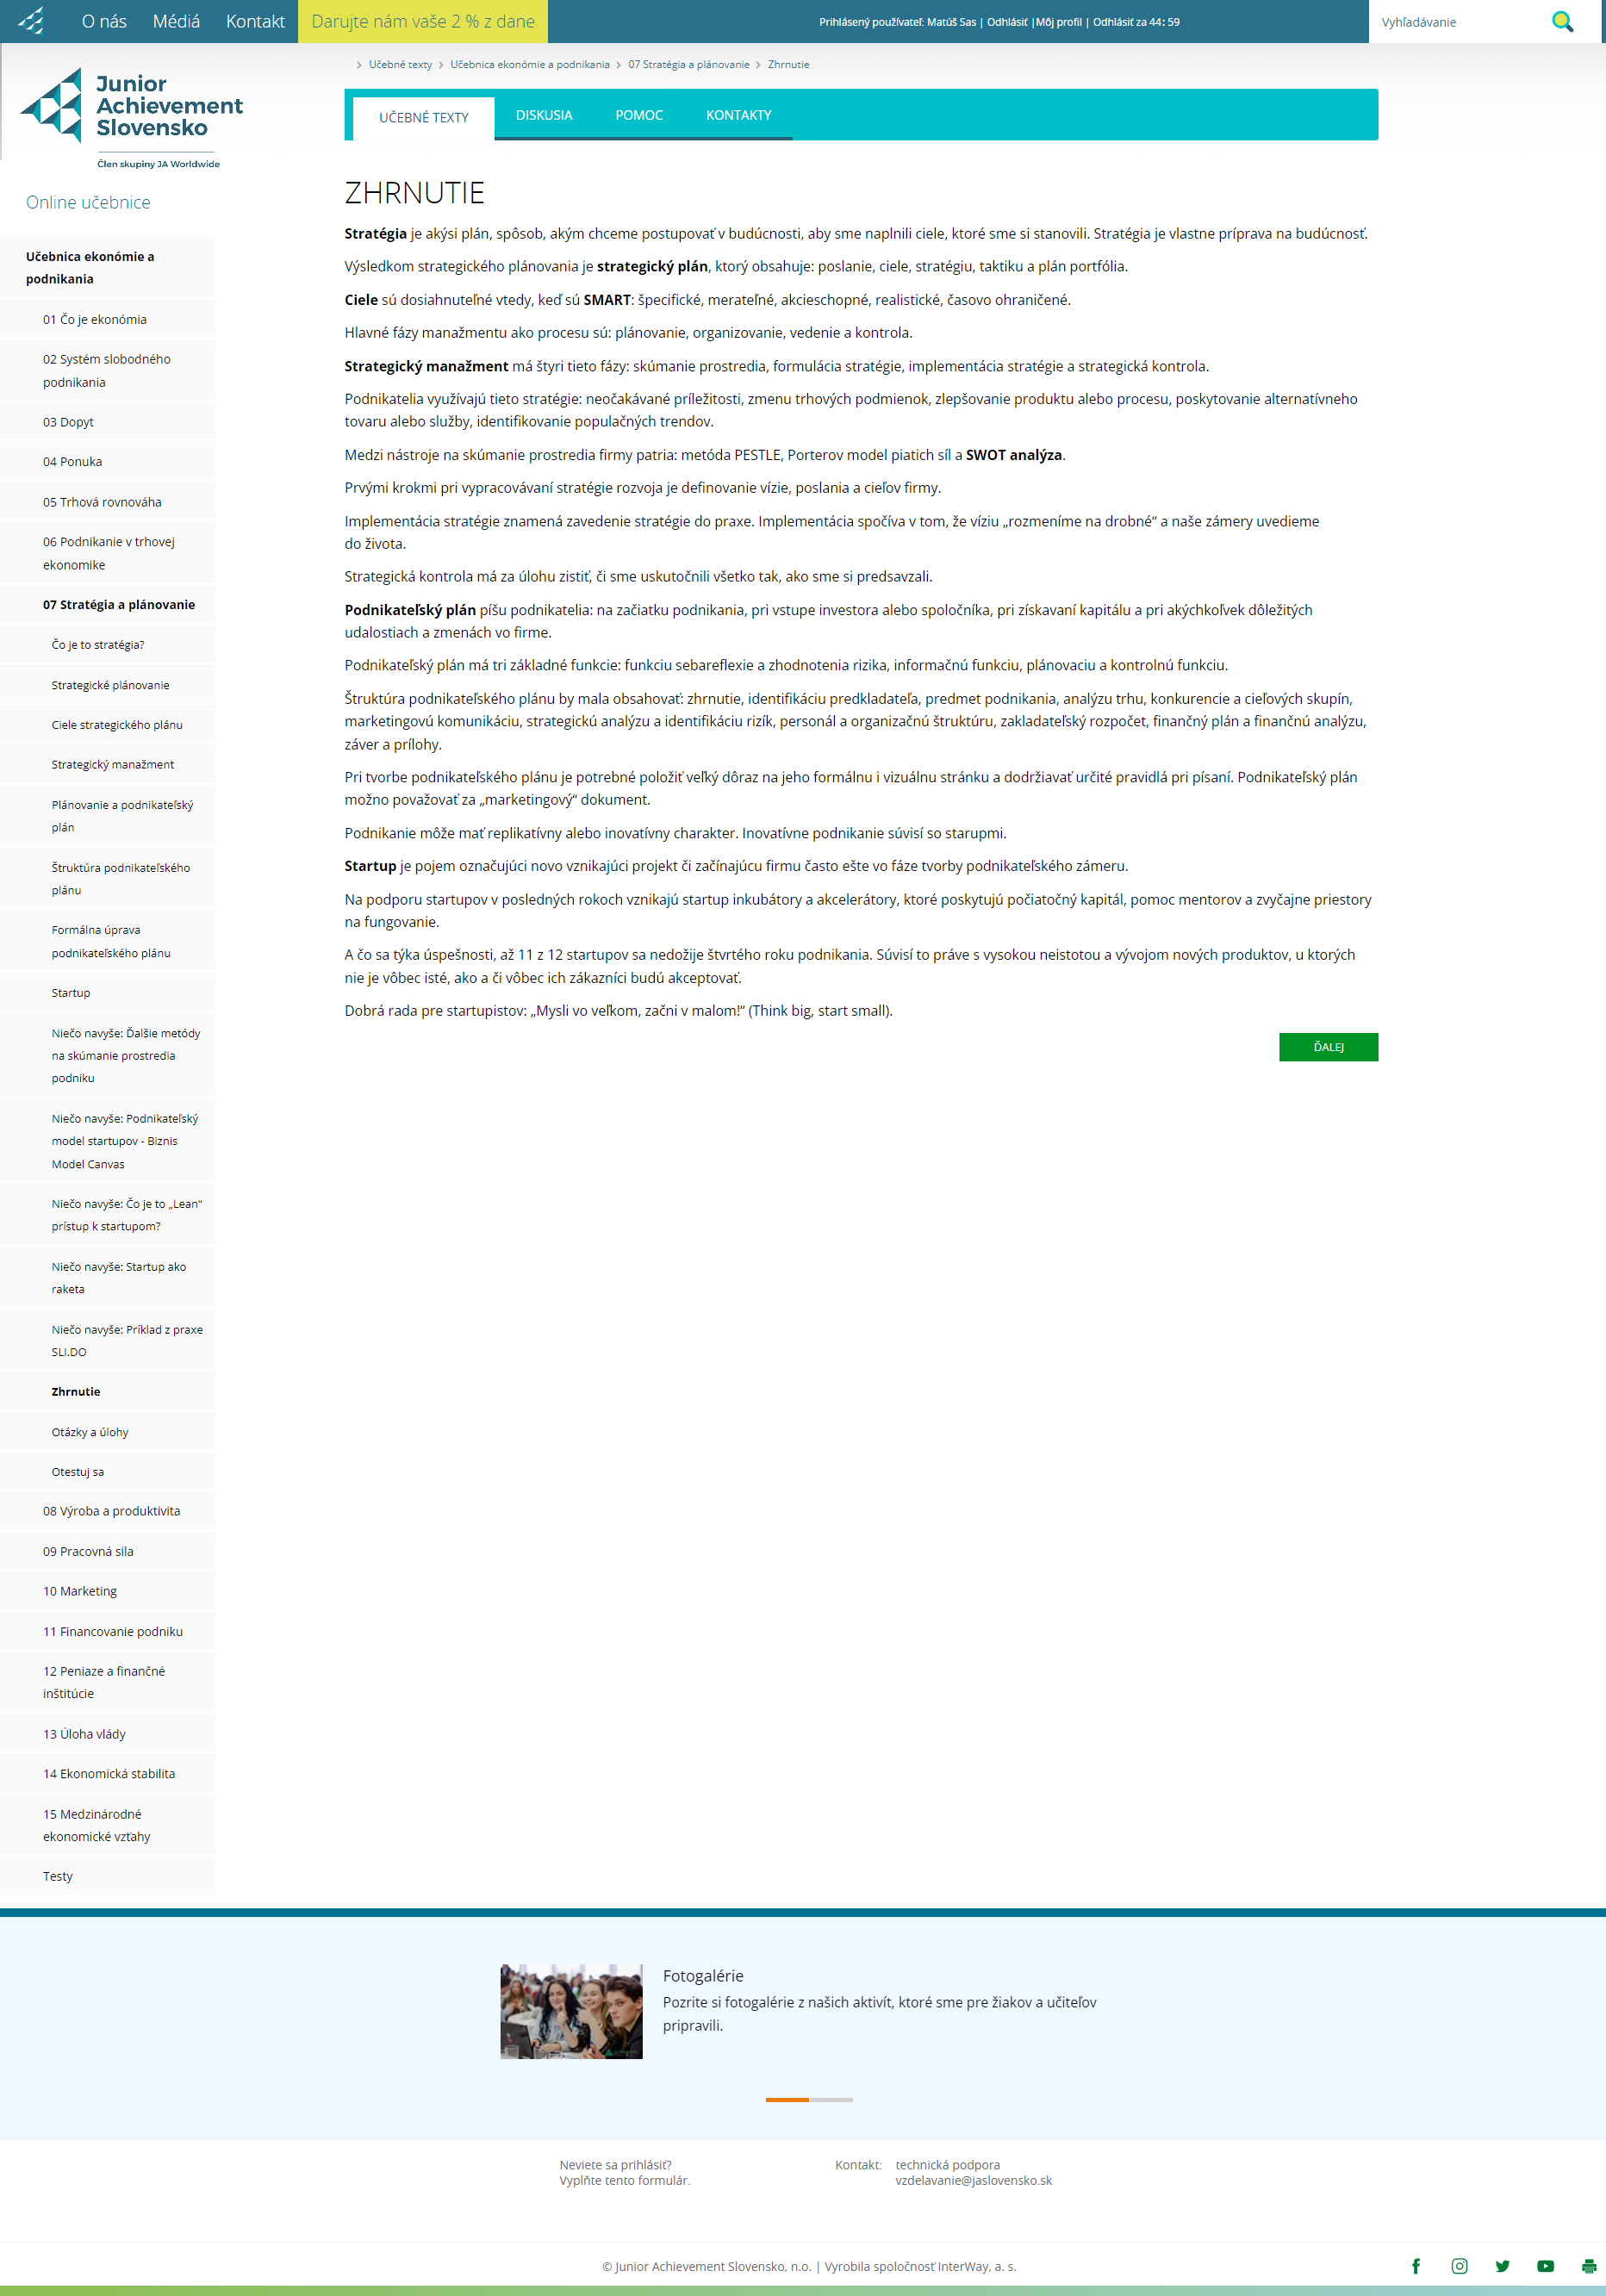 O nás Médiá Kontakt Darujte nám vaše 2 % z dane
Prihlásený používateľ: Matúš Sas | Odhlásiť |Môj profil | Odhlásiť za 44: 59
Vyhľadávanie
Junior
Achievement
Slovensko
Člen skupiny JA Worldwide
Online učebnice
Učebnica ekonómie a
podnikania
01 Čo je ekonómia
02 Systém slobodného
podnikania
03 Dopyt
04 Ponuka
05 Trhová rovnováha
06 Podnikanie v trhovej
ekonomike
07 Stratégia a plánovanie
Čo je to stratégia?
Strategické plánovanie
Ciele strategického plánu
Strategický manažment
Plánovanie a podnikateľský
plán
Štruktúra podnikateľského
plánu
Formálna úprava
podnikateľského plánu
Startup
Niečo navyše: Ďalšie metódy
na skúmanie prostredia
podniku
Niečo navyše: Podnikateľský
model startupov - Biznis
Model Canvas
Niečo navyše: Čo je to „Lean“
prístup k startupom?
Niečo navyše: Startup ako
raketa
Niečo navyše: Príklad z praxe
SLI.DO
Zhrnutie
Otázky a úlohy
Otestuj sa
08 Výroba a produktivita
09 Pracovná sila
10 Marketing
11 Financovanie podniku
12 Peniaze a finančné
inštitúcie
13 Úloha vlády
14 Ekonomická stabilita
15 Medzinárodné
ekonomické vzťahy
Testy
Učebné texty Učebnica ekonómie a podnikania 07 Stratégia a plánovanie Zhrnutie
UČEBNÉ TEXTY DISKUSIA POMOC KONTAKTY
ZHRNUTIE
Stratégia je akýsi plán, spôsob, akým chceme postupovať v budúcnosti, aby sme naplnili ciele, ktoré sme si stanovili. Stratégia je vlastne príprava na budúcnosť.
Výsledkom strategického plánovania je strategický plán, ktorý obsahuje: poslanie, ciele, stratégiu, taktiku a plán portfólia.
Ciele sú dosiahnuteľné vtedy, keď sú SMART: špecifické, merateľné, akcieschopné, realistické, časovo ohraničené.
Hlavné fázy manažmentu ako procesu sú: plánovanie, organizovanie, vedenie a kontrola.
Strategický manažment má štyri tieto fázy: skúmanie prostredia, formulácia stratégie, implementácia stratégie a strategická kontrola.
Podnikatelia využívajú tieto stratégie: neočakávané príležitosti, zmenu trhových podmienok, zlepšovanie produktu alebo procesu, poskytovanie alternatívneho
tovaru alebo služby, identifikovanie populačných trendov.
Medzi nástroje na skúmanie prostredia firmy patria: metóda PESTLE, Porterov model piatich síl a SWOT analýza.
Prvými krokmi pri vypracovávaní stratégie rozvoja je definovanie vízie, poslania a cieľov firmy.
Implementácia stratégie znamená zavedenie stratégie do praxe. Implementácia spočíva v tom, že víziu „rozmeníme na drobné“ a naše zámery uvedieme
do života.
Strategická kontrola má za úlohu zistiť, či sme uskutočnili všetko tak, ako sme si predsavzali.
Podnikateľský plán píšu podnikatelia: na začiatku podnikania, pri vstupe investora alebo spoločníka, pri získavaní kapitálu a pri akýchkoľvek dôležitých
udalostiach a zmenách vo firme.
Podnikateľský plán má tri základné funkcie: funkciu sebareflexie a zhodnotenia rizika, informačnú funkciu, plánovaciu a kontrolnú funkciu.
Štruktúra podnikateľského plánu by mala obsahovať: zhrnutie, identifikáciu predkladateľa, predmet podnikania, analýzu trhu, konkurencie a cieľových skupín,
marketingovú komunikáciu, strategickú analýzu a identifikáciu rizík, personál a organizačnú štruktúru, zakladateľský rozpočet, finančný plán a finančnú analýzu,
záver a prílohy.
Pri tvorbe podnikateľského plánu je potrebné položiť veľký dôraz na jeho formálnu i vizuálnu stránku a dodržiavať určité pravidlá pri písaní. Podnikateľský plán
možno považovať za „marketingový“ dokument.
Podnikanie môže mať replikatívny alebo inovatívny charakter. Inovatívne podnikanie súvisí so starupmi.
Startup je pojem označujúci novo vznikajúci projekt či začínajúcu firmu často ešte vo fáze tvorby podnikateľského zámeru.
Na podporu startupov v posledných rokoch vznikajú startup inkubátory a akcelerátory, ktoré poskytujú počiatočný kapitál, pomoc mentorov a zvyčajne priestory
na fungovanie.
A čo sa týka úspešnosti, až 11 z 12 startupov sa nedožije štvrtého roku podnikania. Súvisí to práve s vysokou neistotou a vývojom nových produktov, u ktorých
nie je vôbec isté, ako a či vôbec ich zákazníci budú akceptovať.
Dobrá rada pre startupistov: „Mysli vo veľkom, začni v malom!“ (Think big, start small).
ĎALEJ
Fotogalérie
Pozrite si fotogalérie z našich aktivít, ktoré sme pre žiakov a učiteľov
pripravili.
Neviete sa prihlásiť?
Vyplňte tento formulár.
Kontakt: technická podpora
vzdelavanie@jaslovensko.sk
© Junior Achievement Slovensko, n.o. | Vyrobila spoločnosť InterWay, a. s.